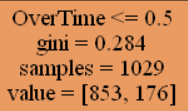 OverTime <= 0.5
gini = 0.284
samples = 1029
value = [853, 176]